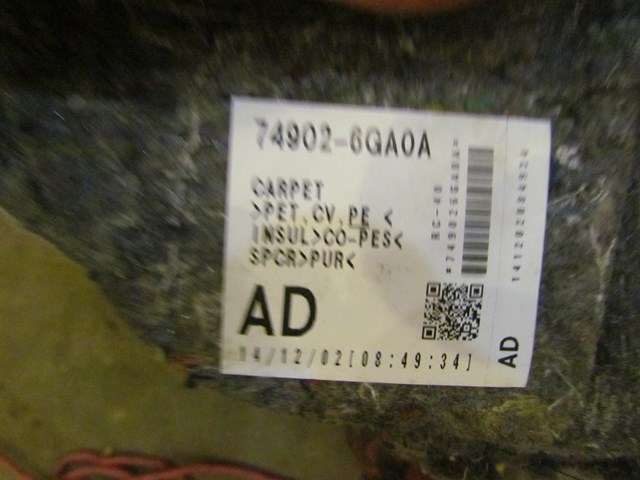 74902-6GA0A
CARPET
>PET.CV.PE <
INSUL>CO-PES<
SPCR>PUR<
AD
14/12/02[08:49:34]
AD